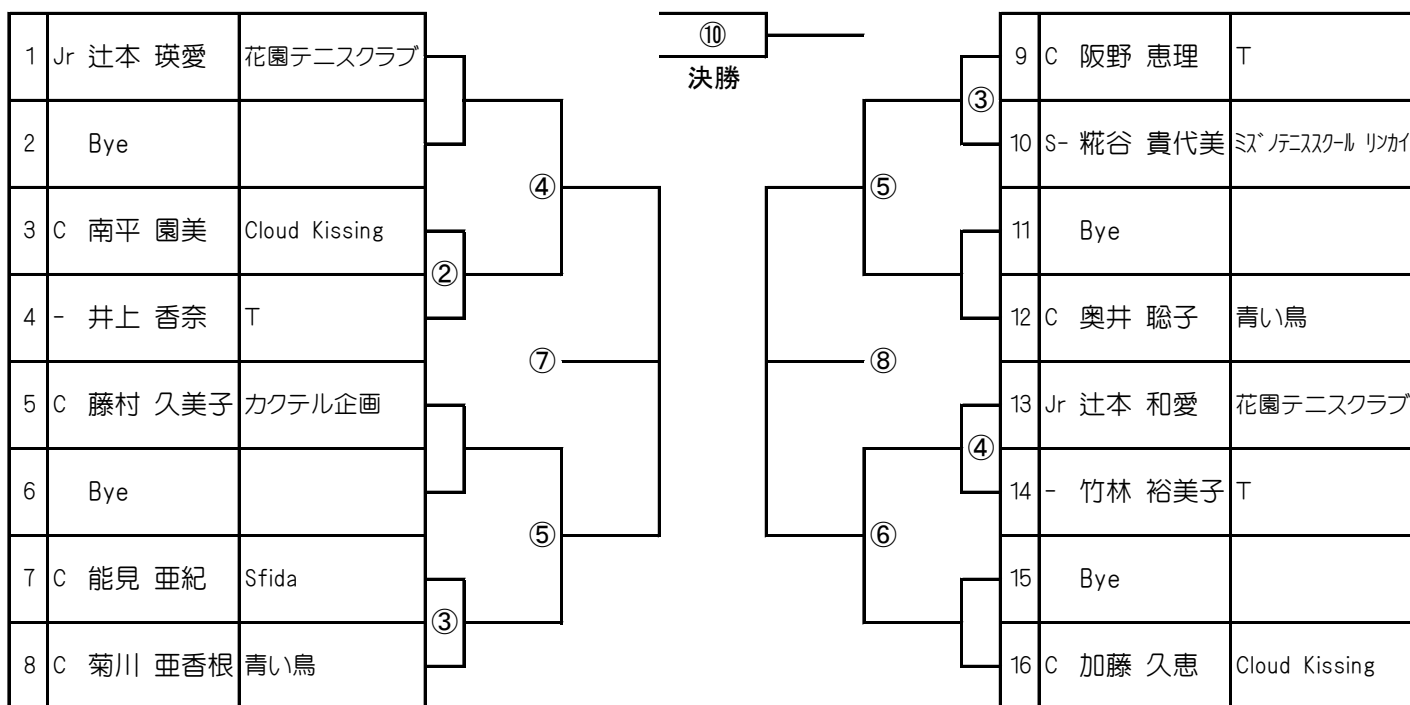 1 Jr 辻本 瑛愛 花園テニスクラブ
2 Bye
3 C 南平 園美 Cloud Kissing
4 - 井上 香奈 T
5 C 藤村 久美子 カクテル企画
6 Bye
7 C 能見 亜紀 Sfida
8 C 菊川 亜香根 青い鳥
②
③
④
⑤
⑦
⑩
決勝
⑧
⑤
⑥
③
④
9 C 阪野 恵理 T
10 S- 糀谷 貴代美 ミズノテニススクール リンカイ
11 Bye
12 C 奥井 聡子 青い鳥
13 Jr 辻本 和愛 花園テニスクラブ
14 - 竹林 裕美子 T
15 Bye
16 C 加藤 久恵 Cloud Kissing